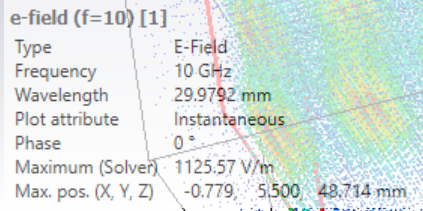 e-field (f=10) [1]
Type E-Field
Frequency 10 GHz
Wavelength 29.9792 mm
Plot attribute Instantaneous
Phase 0 °
Maximum (Solver) 1125.57 V/m
Max. pos. (X, Y, Z) -0.779, 5.500, 48.714 mm